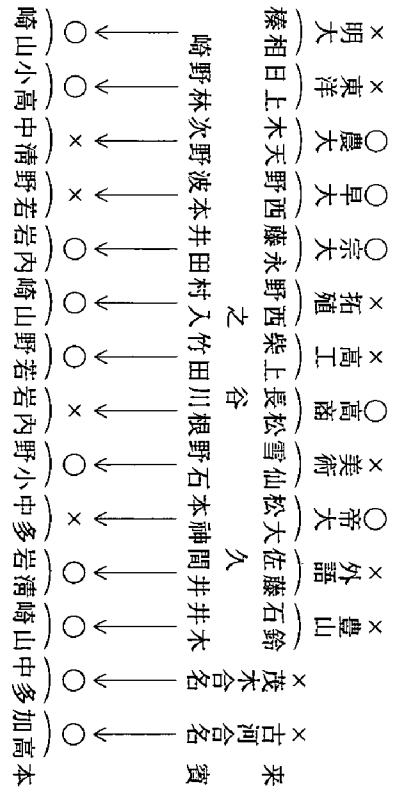 来賓 本
×古河合名 ○高
加
×茂木合名 ○多
中
×豊山 鈴木 ○山
石井 崎
×外語 藤井 ○清
佐久間 岩
○帝大 大神 ×多
松本 中
×美術 仙石 ○小
雪野 野
○高商 松根 ×内
長谷川 岩
×高工 上田 ○若
柴竹 野
×拓殖 西之入 ○山
野村 崎
○宗大 永田 ○内
藤井 岩
○早大 西本 ×若
野波 野
○農大 天野 ×清
木次 中
×東洋 上林 ○高
日野 小
×明大 相崎 ○山
榛 崎